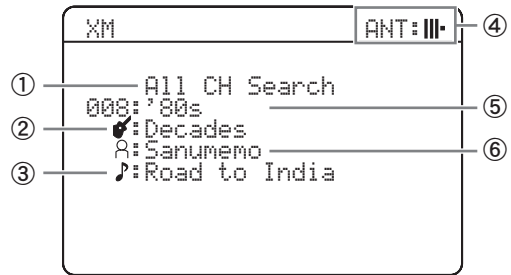 XM
ANT: ④
① All CH Search
008:'80s ⑤
② :Decades
:Sanumemo ⑥
③ ♪:Road to India